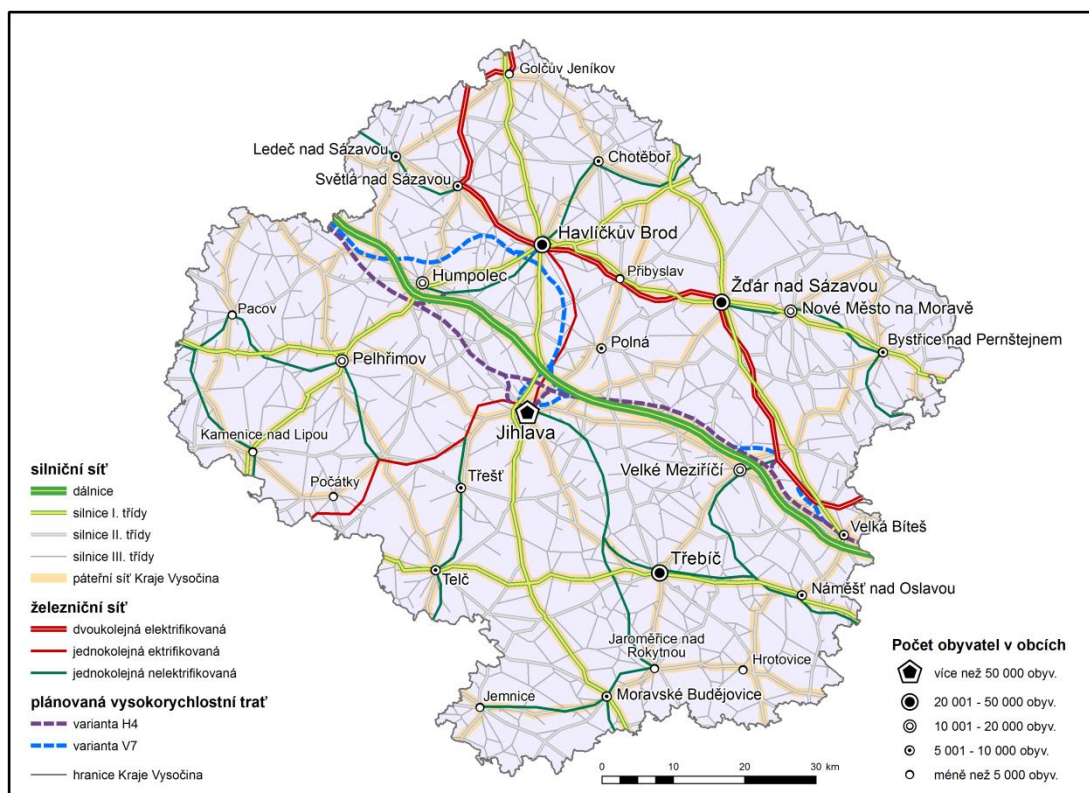 Golčův Jeníkov
Ledeč nad Sázavou
Chotěboř
Světlá nad Sázavou
Havlíčkův Brod
Humpolec
Přibyslav
Žďár nad Sázavou
Pacov
Nové Město na Moravě
Polná
Bystřice nad Pernštejnem
Pelhřimov
Jihlava
Kamenice nad Lipou
Velké Meziříčí
Třešť
Počátky
Velká Bíteš
Třebíč
Telč
Náměšť nad Oslavou
Jaroměřice nad
Rokytnou
Hrotovice
Moravské Budějovice
Jemnice
silniční síť
dálnice
silnice I. třídy
silnice II. třídy
silnice III. třídy
páteřní síť Kraje Vysočina
železniční síť
dvoukolejná elektrifikovaná
jednokolejná ektrifikovaná
jednokolejná nelektrifikovaná
plánovaná vysokorychlostní trať
varianta H4
varianta V7
hranice Kraje Vysočina
0 10 20 30 km
Počet obyvatel v obcích
více než 50 000 obyv.
20 001 - 50 000 obyv.
10 001 - 20 000 obyv.
5 001 - 10 000 obyv.
méně než 5 000 obyv.